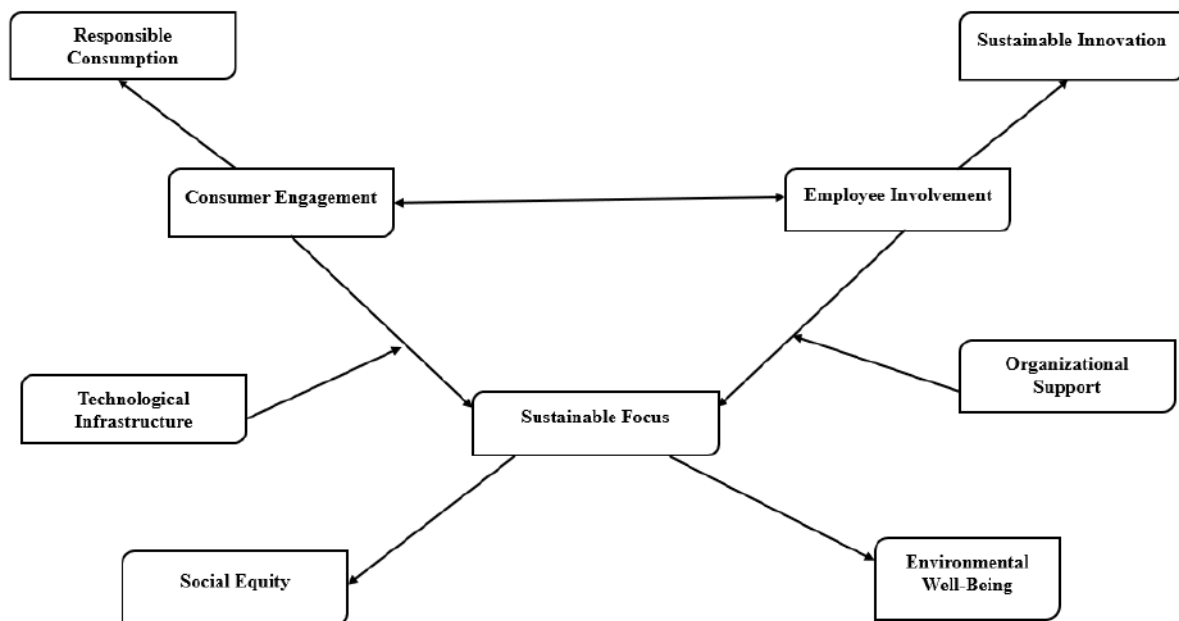 Responsible
Consumption
Sustainable Innovation
Consumer Engagement
Employee Involvement
Technological
Infrastructure
Sustainable Focus
Organizational
Support
Social Equity
Environmental
Well-Being